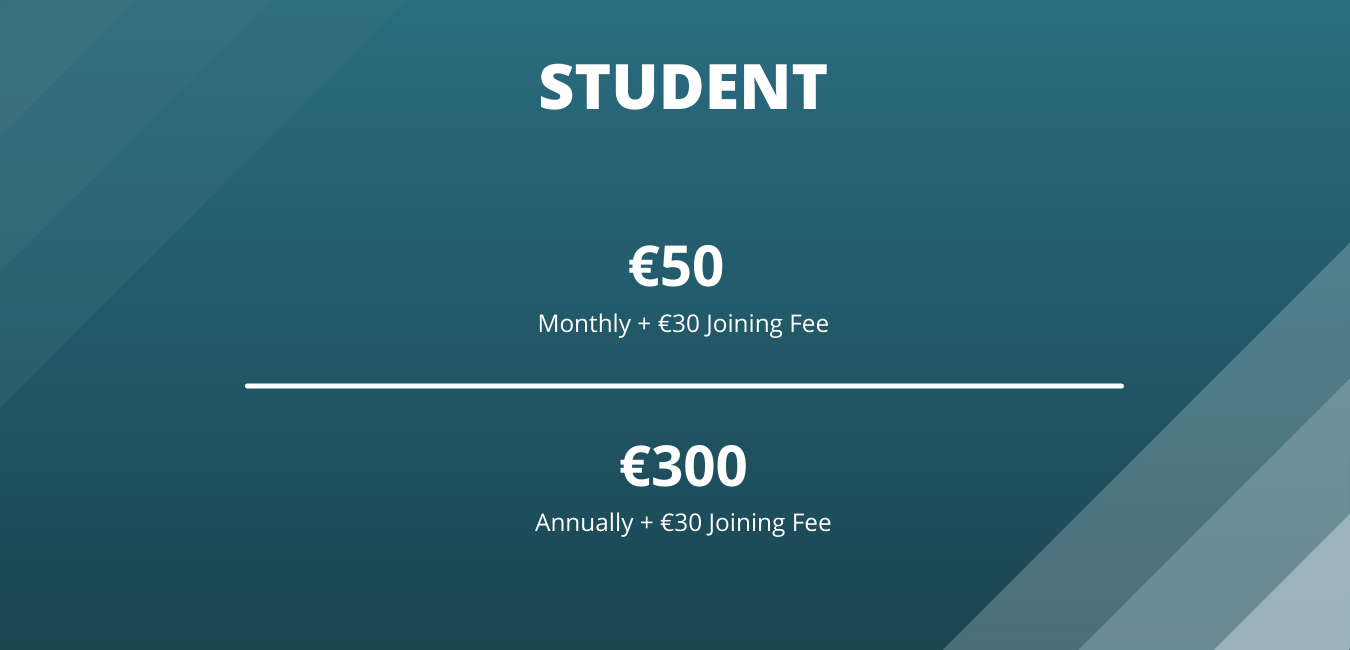 STUDENT
€50
Monthly + €30 Joining Fee
€300
Annually + €30 Joining Fee